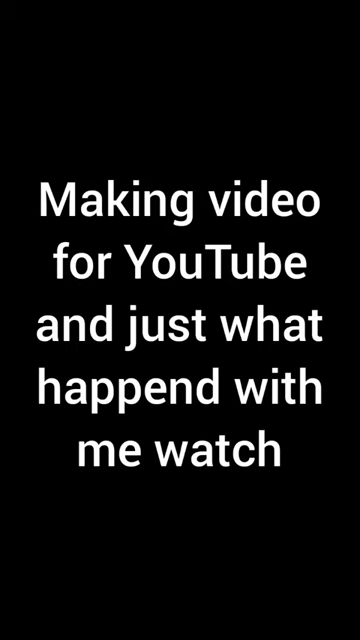 Making video
for YouTube
and just what
happend with
me watch